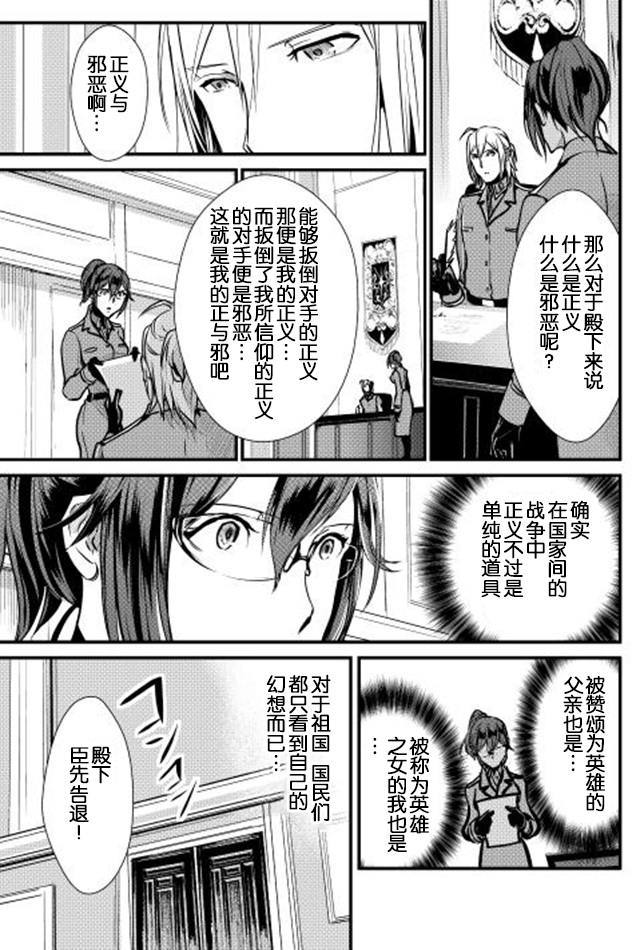 那么对于殿下来说
什么是正义
什么是邪恶呢？
正义与
邪恶啊…
能够扳倒对手的正义
那便是我的正义…
而扳倒了我所信仰的正义
的对手便是邪恶…
这就是我的正与邪吧
确实
在国家间的
战争中
正义不过是
单纯的道具
被赞颂为英雄的
父亲也是…
被称为英雄
之女的我也是
…
对于祖国 国民们
都只看到自己的
幻想而已…
殿下
臣先告退！